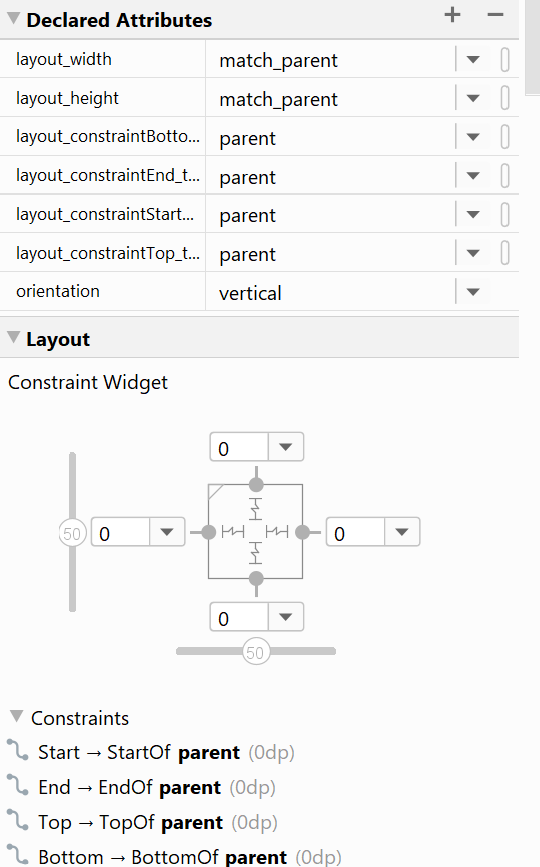 Declared Attributes + −
layout_width match_parent
layout_height match_parent
layout_constraintBotto... parent
layout_constraintEnd_t... parent
layout_constraintStart... parent
layout_constraintTop_t... parent
orientation vertical
Layout
Constraint Widget
0
50 0 0
0
50
Constraints
Start → StartOf parent (0dp)
End → EndOf parent (0dp)
Top → TopOf parent (0dp)
Bottom → BottomOf parent (0dp)